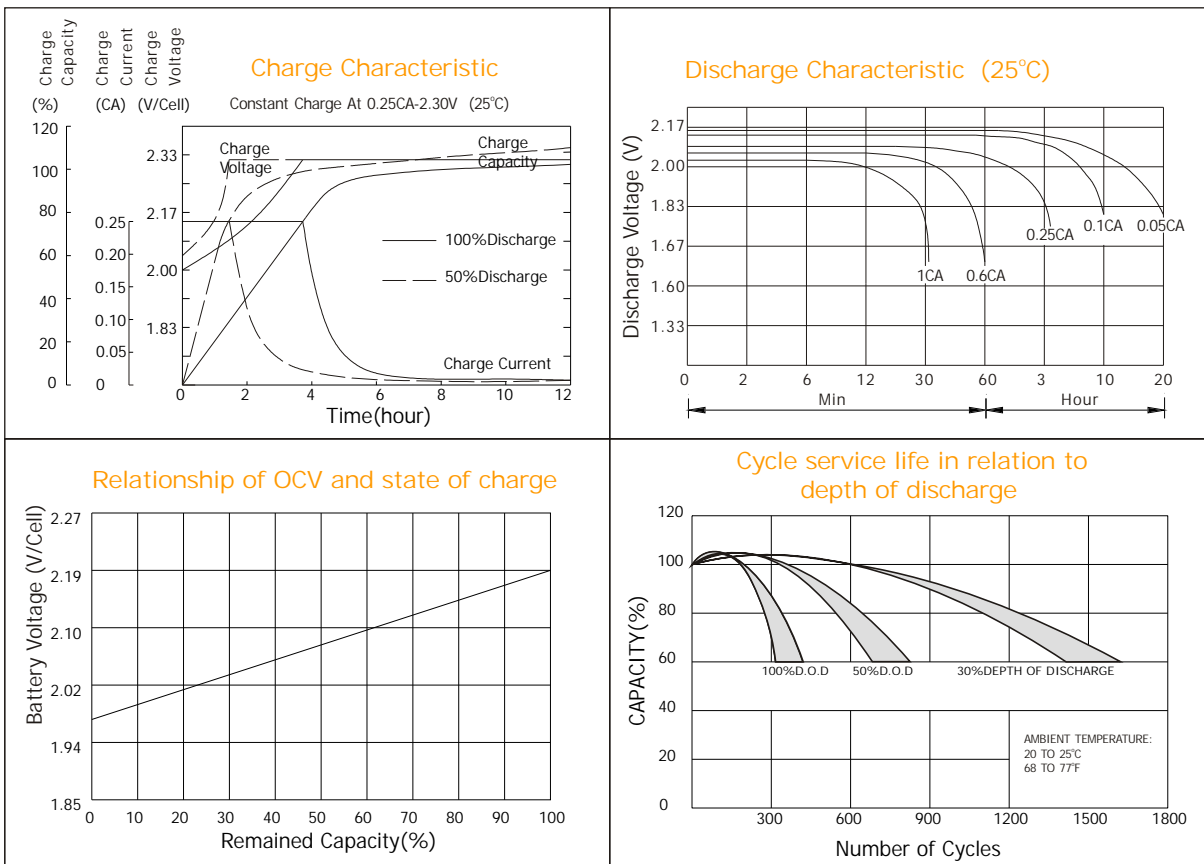 Charge Capacity
Charge Current
Charge Voltage
(%)
(CA)
(V/Cell)
Charge Characteristic
Constant Charge At 0.25CA-2.30V (25°C)
120
100
80
60
40
20
0
0.25
0.20
0.15
0.10
0.05
0
2.33
2.17
2.00
1.83
Charge
Voltage
Charge
Capacity
100%Discharge
50%Discharge
Charge Current
0
2
4
6
8
10
12
Time(hour)
Discharge Characteristic (25°C)
Discharge Voltage (V)
2.17
2.00
1.83
1.67
1.60
1.33
1CA
0.6CA
0.25CA
0.1CA
0.05CA
0
2
6
12
30
60
3
10
20
Min
Hour
Relationship of OCV and state of charge
Battery Voltage (V/Cell)
2.27
2.19
2.10
2.02
1.94
1.85
0
10
20
30
40
50
60
70
80
90
100
Remained Capacity(%)
Cycle service life in relation to
depth of discharge
CAPACITY(%)
120
100
80
60
40
20
0
100%D.O.D
50%D.O.D
30%DEPTH OF DISCHARGE
AMBIENT TEMPERATURE:
20 TO 25°C
68 TO 77°F
300
600
900
1200
1500
1800
Number of Cycles